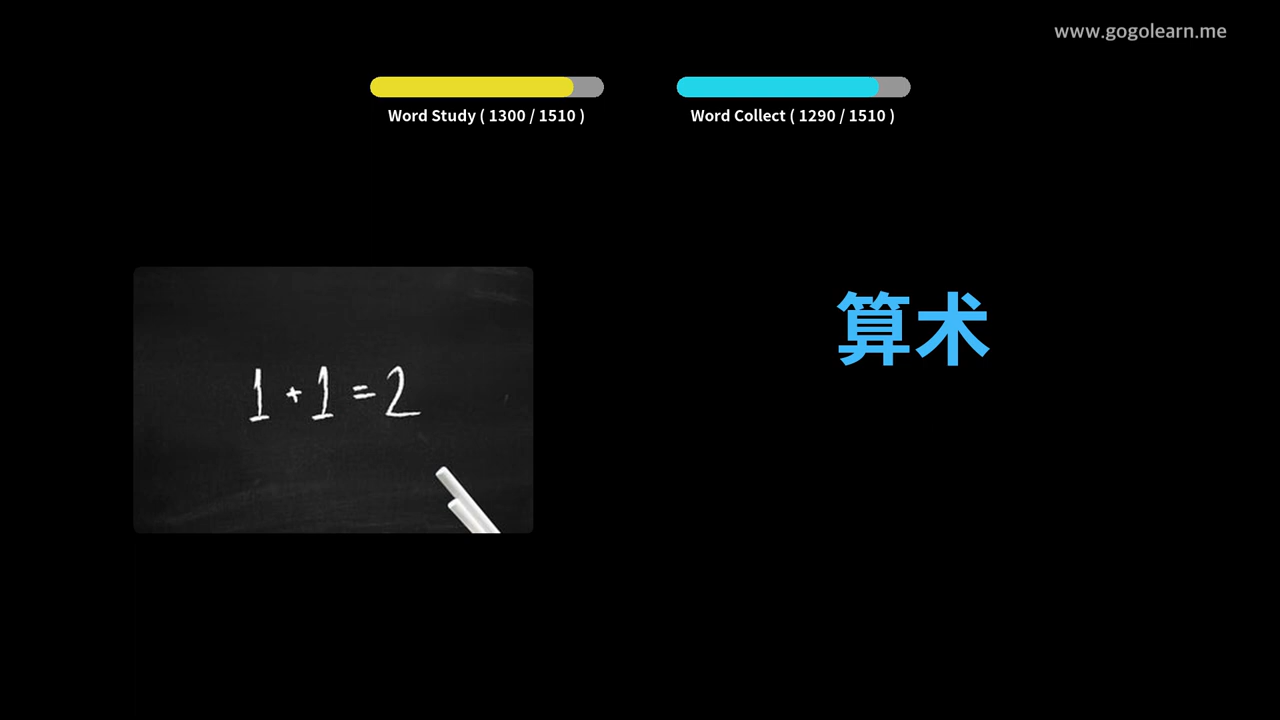 www.gogolearn.me
Word Study ( 1300 / 1510 )
Word Collect ( 1290 / 1510 )
算术
1 + 1 = 2